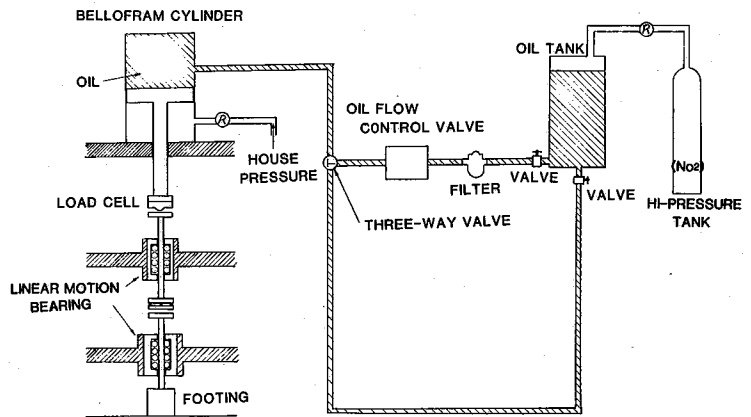 BELLOFRAM CYLINDER
OIL
R
HOUSE
PRESSURE
LOAD CELL
LINEAR MOTION
BEARING
FOOTING
OIL FLOW
CONTROL VALVE
FILTER
VALVE
THREE-WAY VALVE
OIL TANK
VALVE
R
(No2)
HI-PRESSURE
TANK